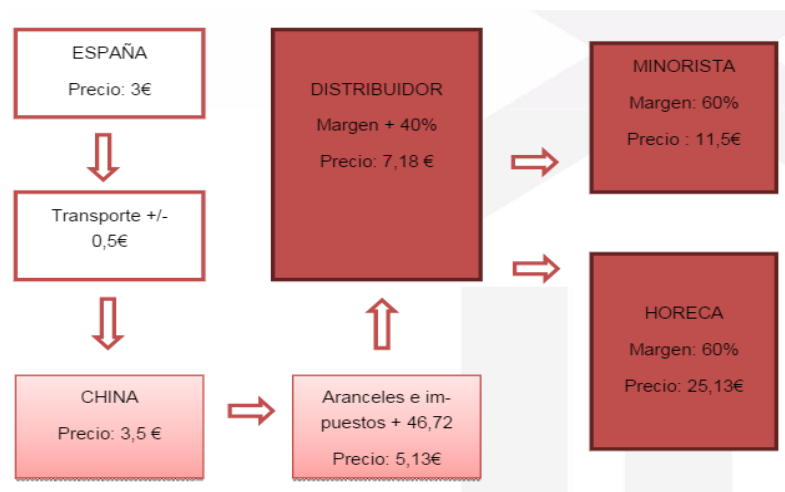 ESPAÑA
Precio: 3€
Transporte +/-
0,5€
CHINA
Precio: 3,5 €
Aranceles e im-
puestos + 46,72
Precio: 5,13€
DISTRIBUIDOR
Margen + 40%
Precio: 7,18 €
MINORISTA
Margen: 60%
Precio : 11,5€
HORECA
Margen: 60%
Precio: 25,13€